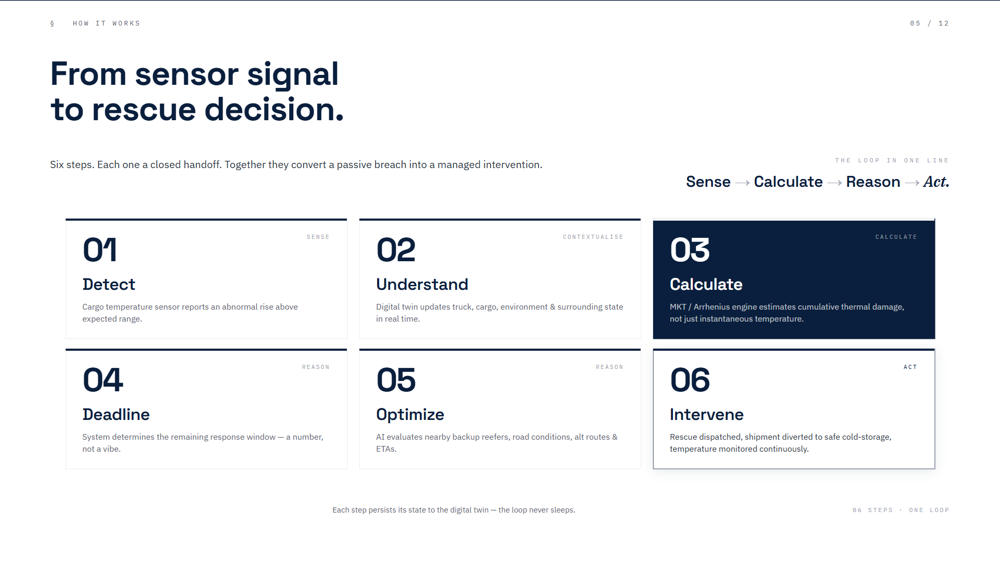 § HOW IT WORKS
05 / 12
From sensor signal
to rescue decision.
Six steps. Each one a closed handoff. Together they convert a passive breach into a managed intervention.
THE LOOP IN ONE LINE
Sense → Calculate → Reason → Act.
01
SENSE
Detect
Cargo temperature sensor reports an abnormal rise above
expected range.
02
CONTEXTUALISE
Understand
Digital twin updates truck, cargo, environment & surrounding state
in real time.
03
CALCULATE
Calculate
MKT / Arrhenius engine estimates cumulative thermal damage,
not just instantaneous temperature.
04
REASON
Deadline
System determines the remaining response window — a number,
not a vibe.
05
REASON
Optimize
AI evaluates nearby backup reefers, road conditions, alt routes &
ETAs.
06
ACT
Intervene
Rescue dispatched, shipment diverted to safe cold-storage,
temperature monitored continuously.
Each step persists its state to the digital twin — the loop never sleeps.
06 STEPS · ONE LOOP